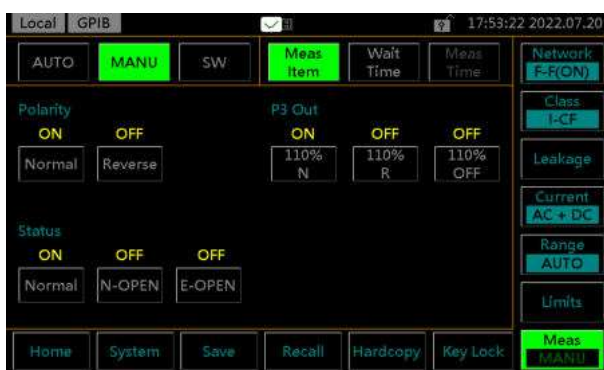 Local GPIB 17:53:22 2022.07.20
AUTO MANU SW Meas Item Wait Time Meas Time
Network F-F(ON)
Polarity
ON OFF
Normal Reverse
P3 Out
ON OFF OFF
110% N 110% R 110% OFF
Class I-CF
Leakage
Current AC + DC
Status
ON OFF OFF
Normal N-OPEN E-OPEN
Range AUTO
Limits
Home System Save Recall Hardcopy Key Lock
Meas MANU